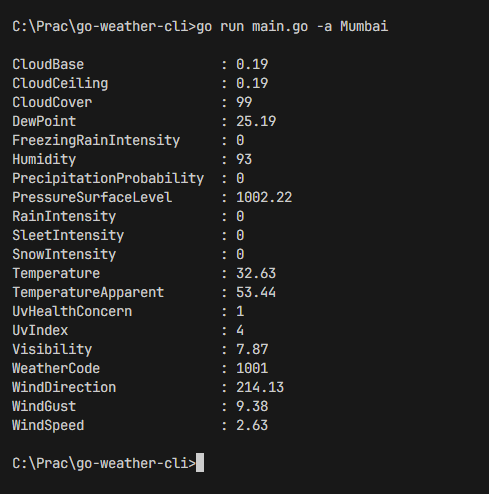 C:\Prac\go-weather-cli>go run main.go -a Mumbai
CloudBase                 : 0.19
CloudCeiling              : 0.19
CloudCover                : 99
DewPoint                  : 25.19
FreezingRainIntensity     : 0
Humidity                  : 93
PrecipitationProbability  : 0
PressureSurfaceLevel      : 1002.22
RainIntensity             : 0
SleetIntensity            : 0
SnowIntensity             : 0
Temperature               : 32.63
TemperatureApparent       : 53.44
UvHealthConcern           : 1
UvIndex                   : 4
Visibility                : 7.87
WeatherCode               : 1001
WindDirection             : 214.13
WindGust                  : 9.38
WindSpeed                 : 2.63
C:\Prac\go-weather-cli>